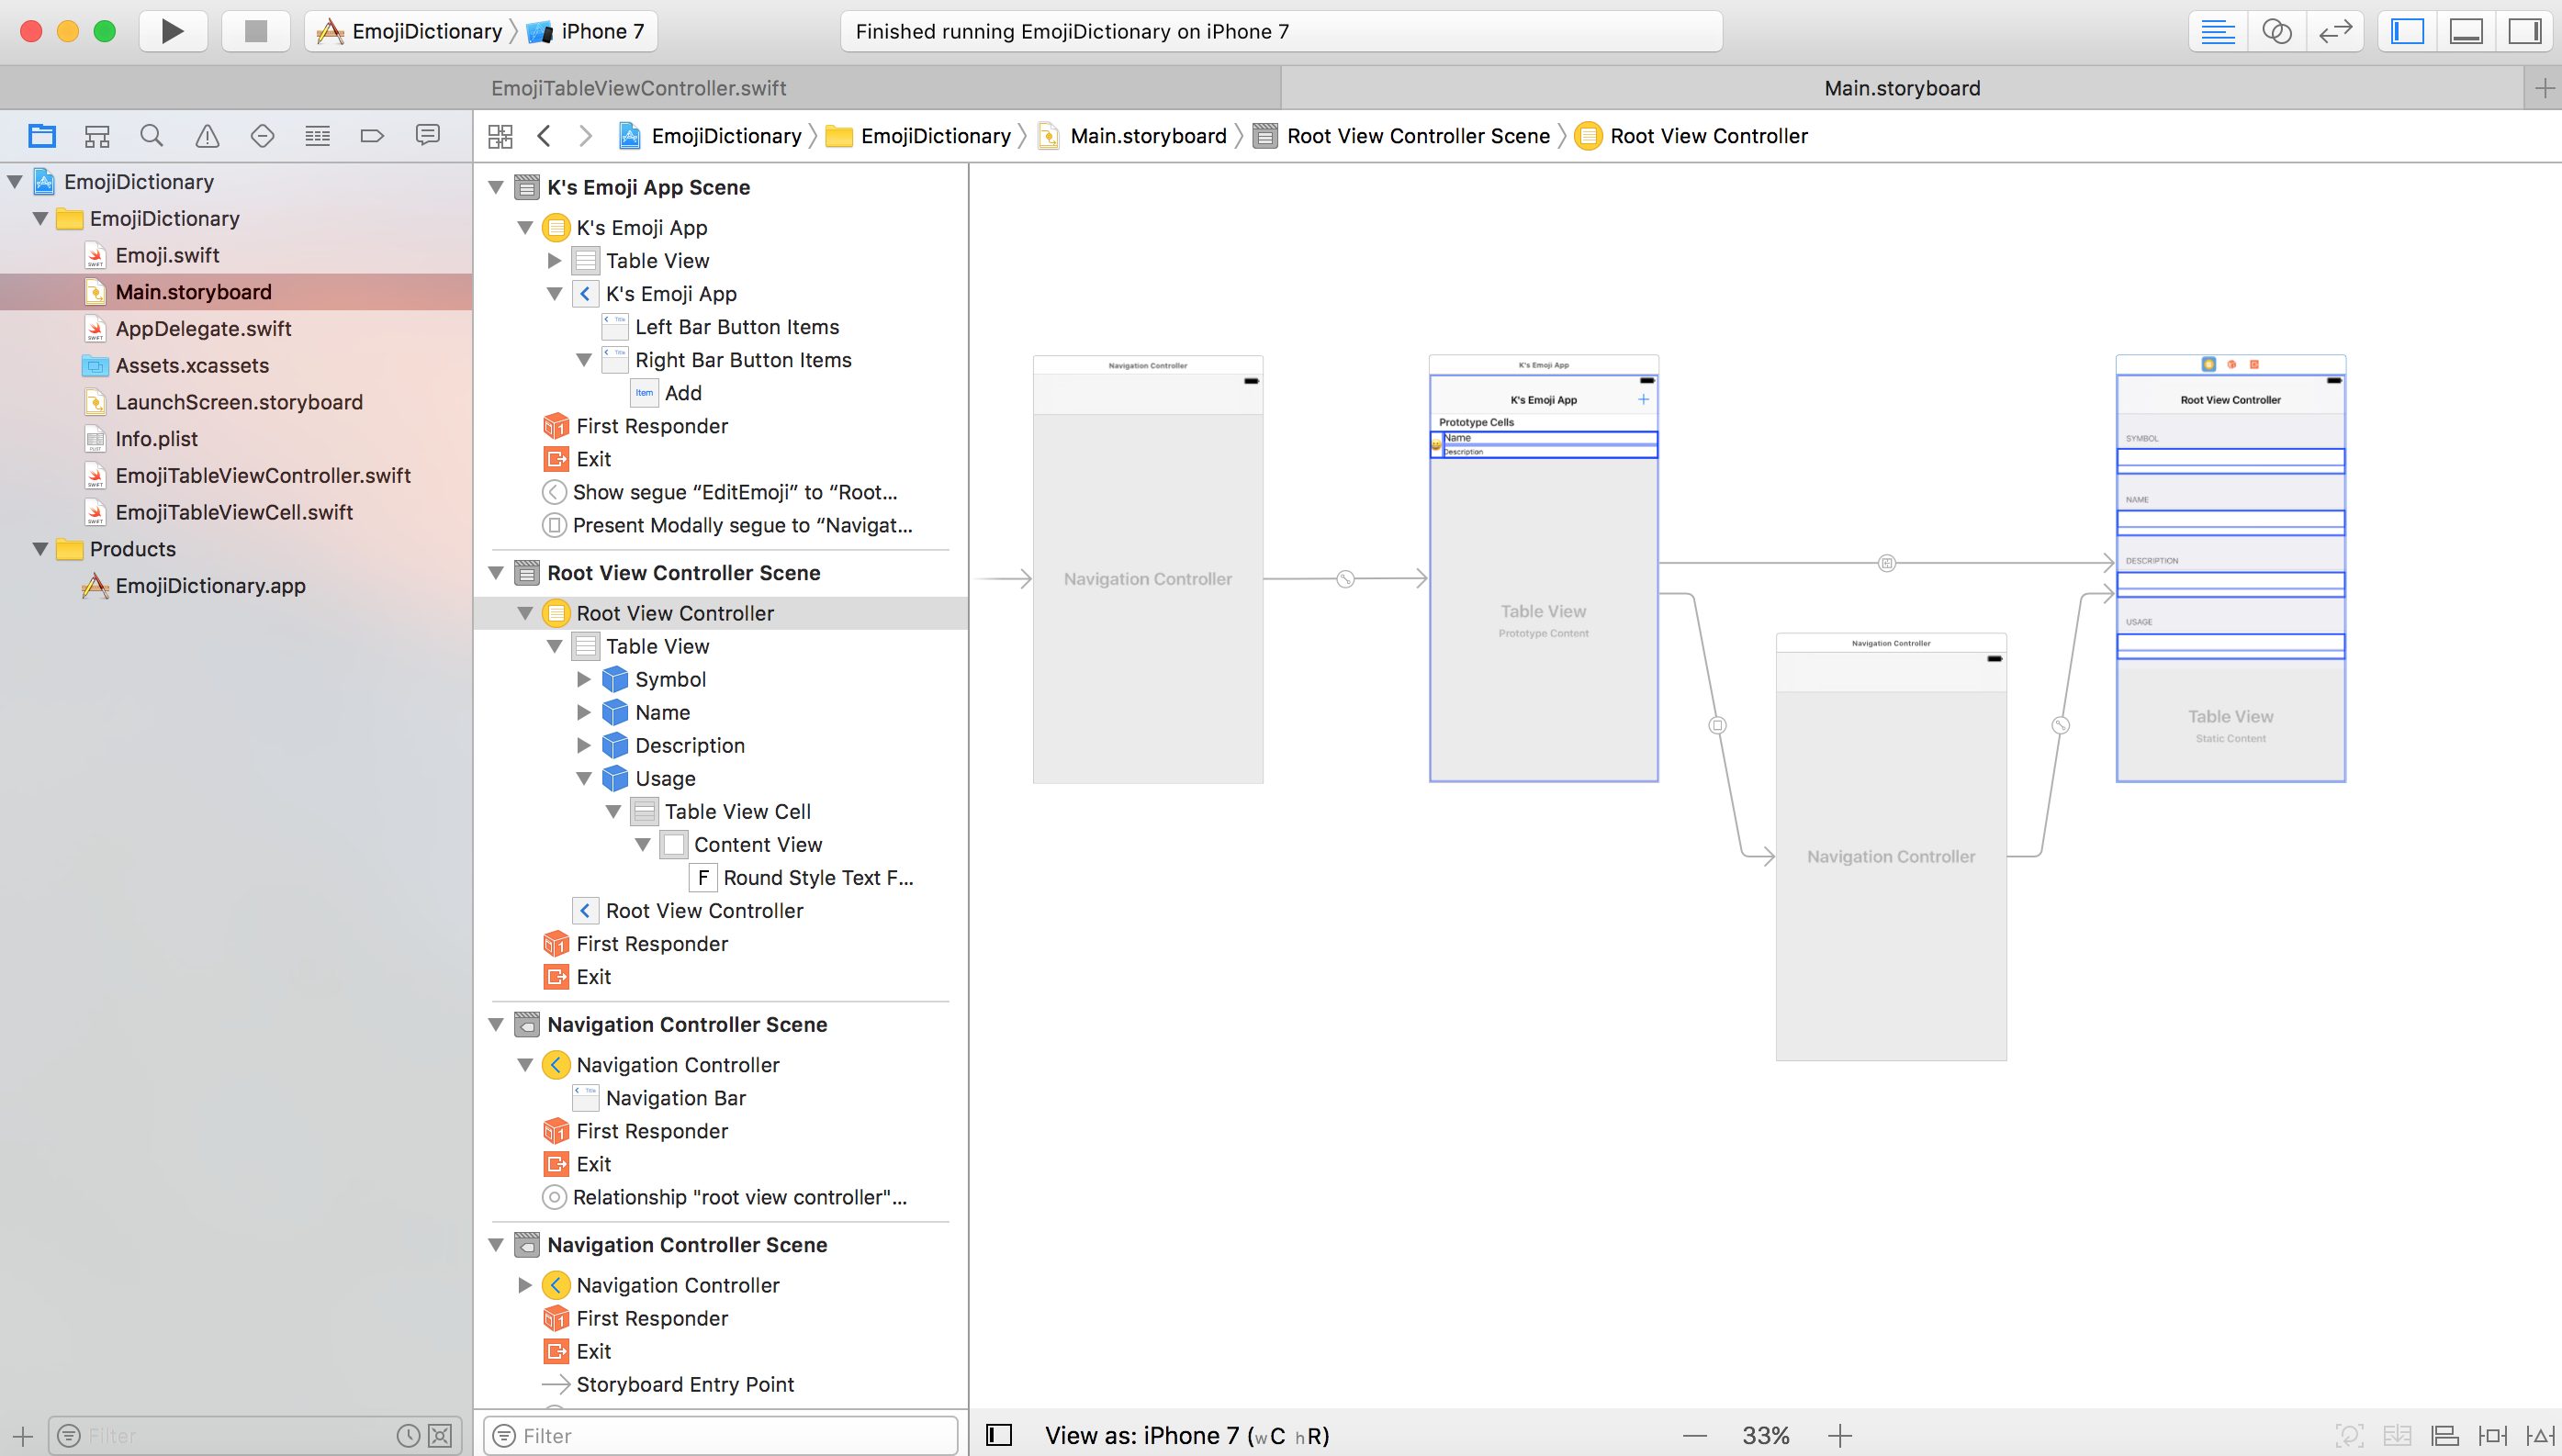 EmojiDictionary
iPhone 7
Finished running EmojiDictionary on iPhone 7
EmojiTableViewController.swift
Main.storyboard
EmojiDictionary
EmojiDictionary
Main.storyboard
Root View Controller Scene
Root View Controller
EmojiDictionary
EmojiDictionary
Emoji.swift
Main.storyboard
AppDelegate.swift
Assets.xcassets
LaunchScreen.storyboard
Info.plist
EmojiTableViewController.swift
EmojiTableViewCell.swift
Products
EmojiDictionary.app
Filter
K's Emoji App Scene
K's Emoji App
Table View
K's Emoji App
Left Bar Button Items
Right Bar Button Items
Item Add
First Responder
Exit
Show segue “EditEmoji” to “Root...
Present Modally segue to “Navigat...
Root View Controller Scene
Root View Controller
Table View
Symbol
Name
Description
Usage
Table View Cell
Content View
F Round Style Text F...
Root View Controller
First Responder
Exit
Navigation Controller Scene
Navigation Controller
Navigation Bar
First Responder
Exit
Relationship "root view controller"...
Navigation Controller Scene
Navigation Controller
First Responder
Exit
Storyboard Entry Point
Filter
Navigation Controller
Navigation Controller
K's Emoji App
K's Emoji App
Prototype Cells
Name
Description
Table View
Prototype Content
Navigation Controller
Navigation Controller
Root View Controller
SYMBOL
NAME
DESCRIPTION
USAGE
Table View
Static Content
View as: iPhone 7 (wC hR)
33%